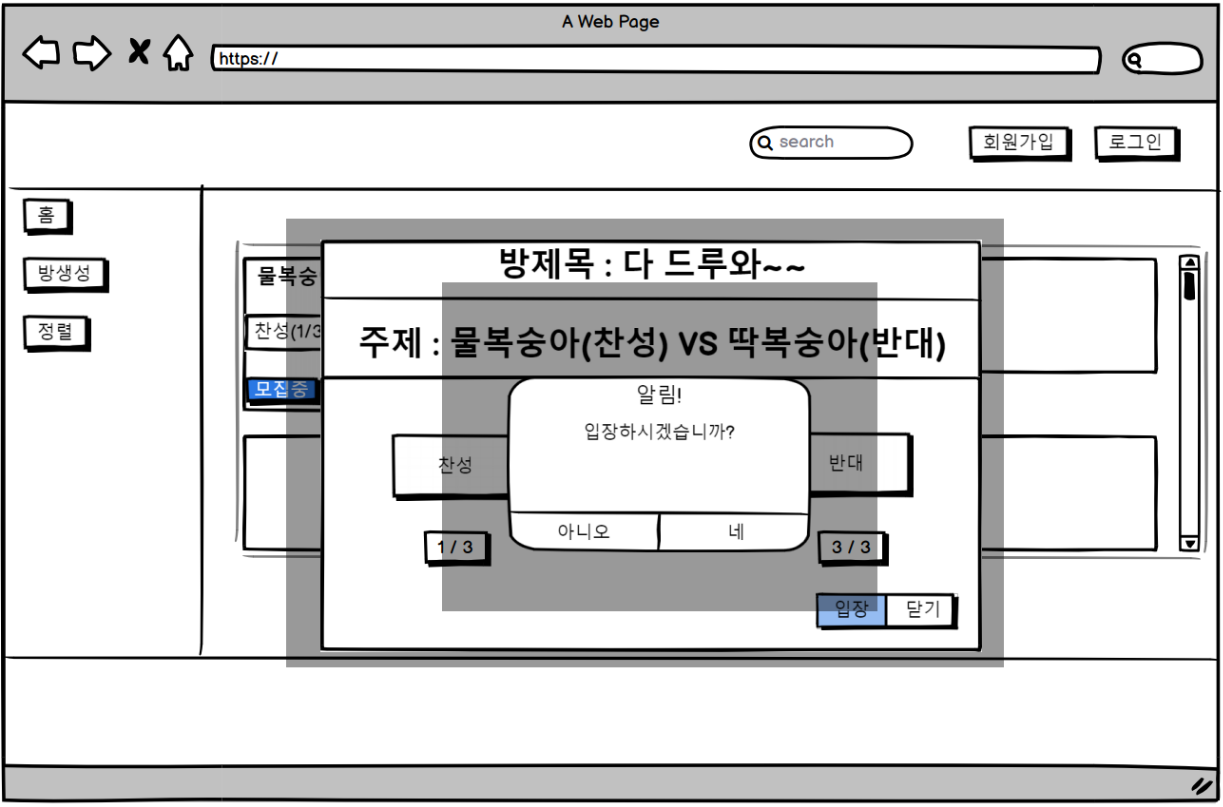 A Web Page
https://
search
회원가입
로그인
홈
방생성
정렬
물복숭
찬성(1/3
모집중
방제목 : 다 드루와~~
주제 : 물복숭아(찬성) VS 딱복숭아(반대)
알림!
입장하시겠습니까?
아니오
네
찬성
반대
1 / 3
3 / 3
입장
닫기